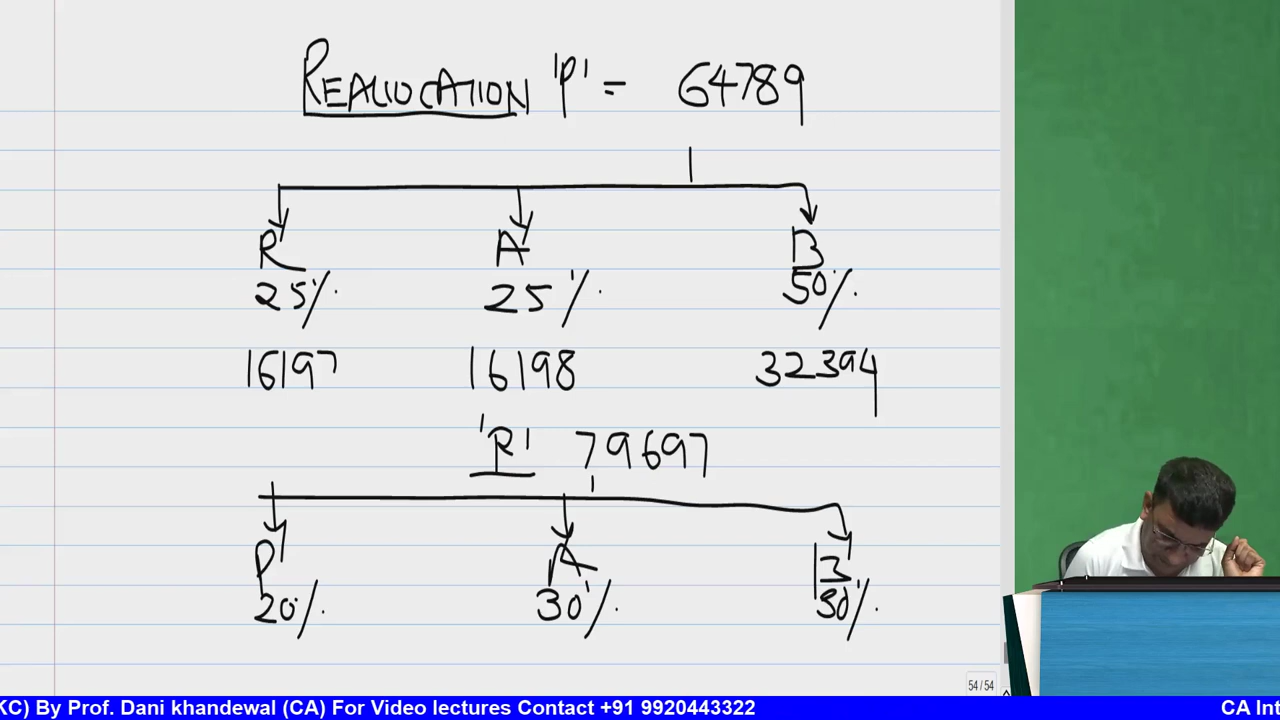 REALLOCATION 'P' = 64789
R A B
25% 25% 50%
16197 16198 32394
'R' 79697
P A B
20% 30% 50%
54 / 54
KC) By Prof. Dani khandewal (CA) For Video lectures Contact +91 9920443322 CA Int